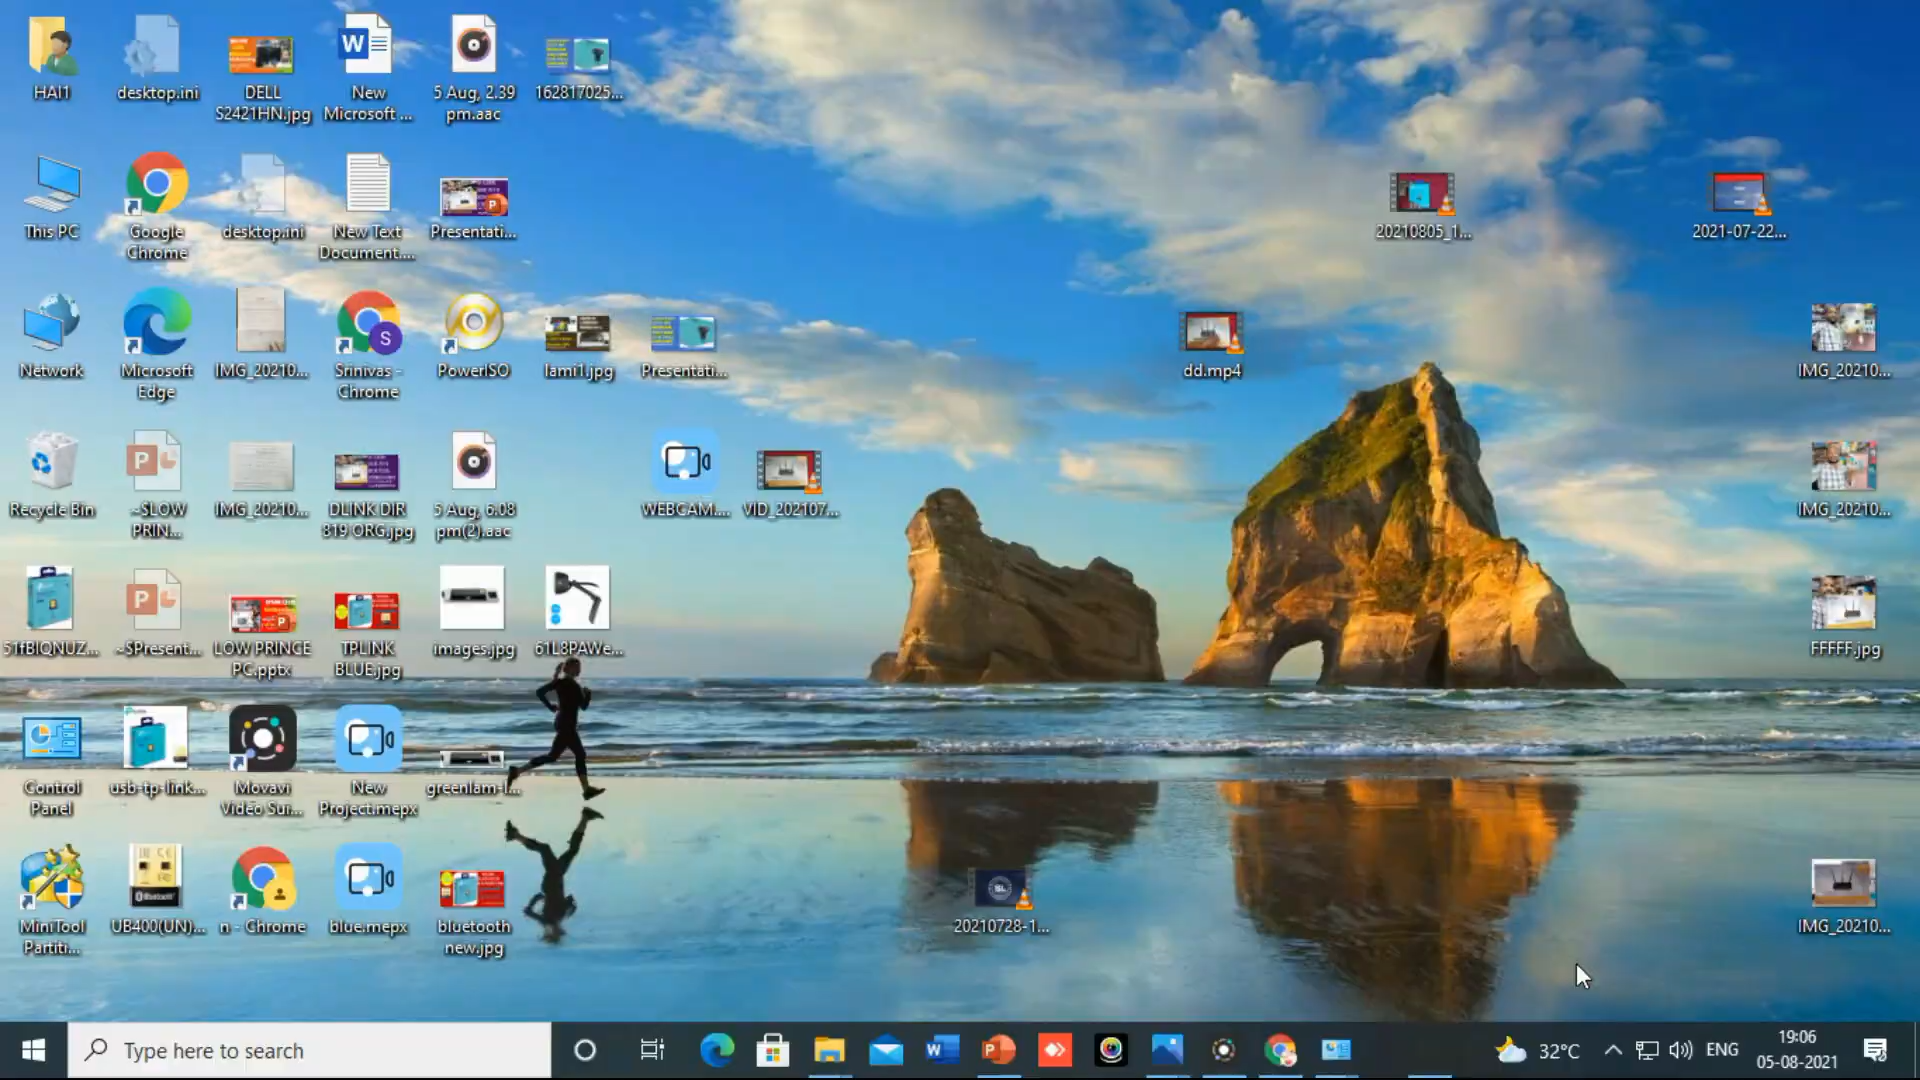 HAI1
desktop.ini
DELL
S2421HN.jpg
New
Microsoft ...
5 Aug, 2.39
pm.aac
162817025...
This PC
Google
Chrome
desktop.ini
New Text
Document....
Presentati...
20210805_1...
2021-07-22...
Network
Microsoft
Edge
IMG_20210...
Srinivas -
Chrome
PowerISO
lami1.jpg
Presentati...
dd.mp4
IMG_20210...
Recycle Bin
~SLOW
PRIN...
IMG_20210...
DLINK DIR
819 ORG.jpg
5 Aug, 6:08
pm(2).aac
WEBCAM....
VID_202107...
IMG_20210...
51fBIQNUZ...
~SPresent...
LOW PRINCE
PC.pptx
TPLINK
BLUE.jpg
images.jpg
61L8PAWe...
FFFFF.jpg
Control
Panel
usb-tp-link...
Movavi
Video Sui...
New
Project.mepx
greenlam-l...
MiniTool
Partiti...
UB400(UN)...
n - Chrome
blue.mepx
bluetooth
new.jpg
20210728-1...
IMG_20210...
Type here to search
32°C
ENG
19:06
05-08-2021